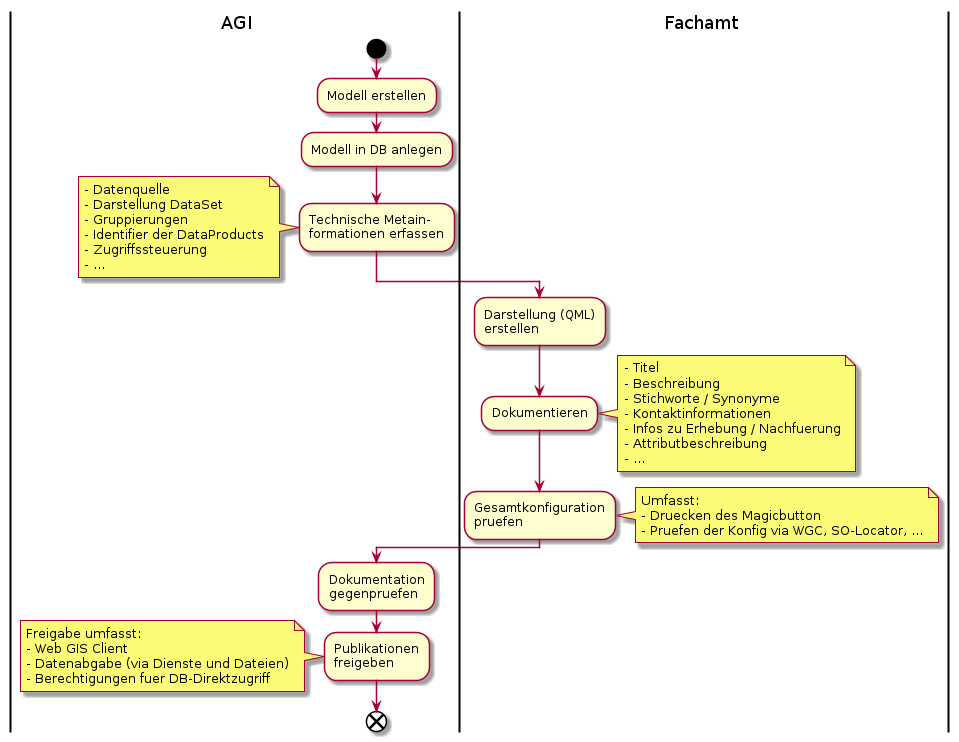 AGI
Fachamt
Modell erstellen
Modell in DB anlegen
- Datenquelle
- Darstellung DataSet
- Gruppierungen
- Identifier der DataProducts
- Zugriffssteuerung
- ...
Technische Metain-
formationen erfassen
Darstellung (QML)
erstellen
Dokumentieren
- Titel
- Beschreibung
- Stichworte / Synonyme
- Kontaktinformationen
- Infos zu Erhebung / Nachfuerung
- Attributbeschreibung
- ...
Gesamtkonfiguration
pruefen
Umfasst:
- Druecken des Magicbutton
- Pruefen der Konfig via WGC, SO-Locator, ...
Dokumentation
gegenpruefen
Freigabe umfasst:
- Web GIS Client
- Datenabgabe (via Dienste und Dateien)
- Berechtigungen fuer DB-Direktzugriff
Publikationen
freigeben